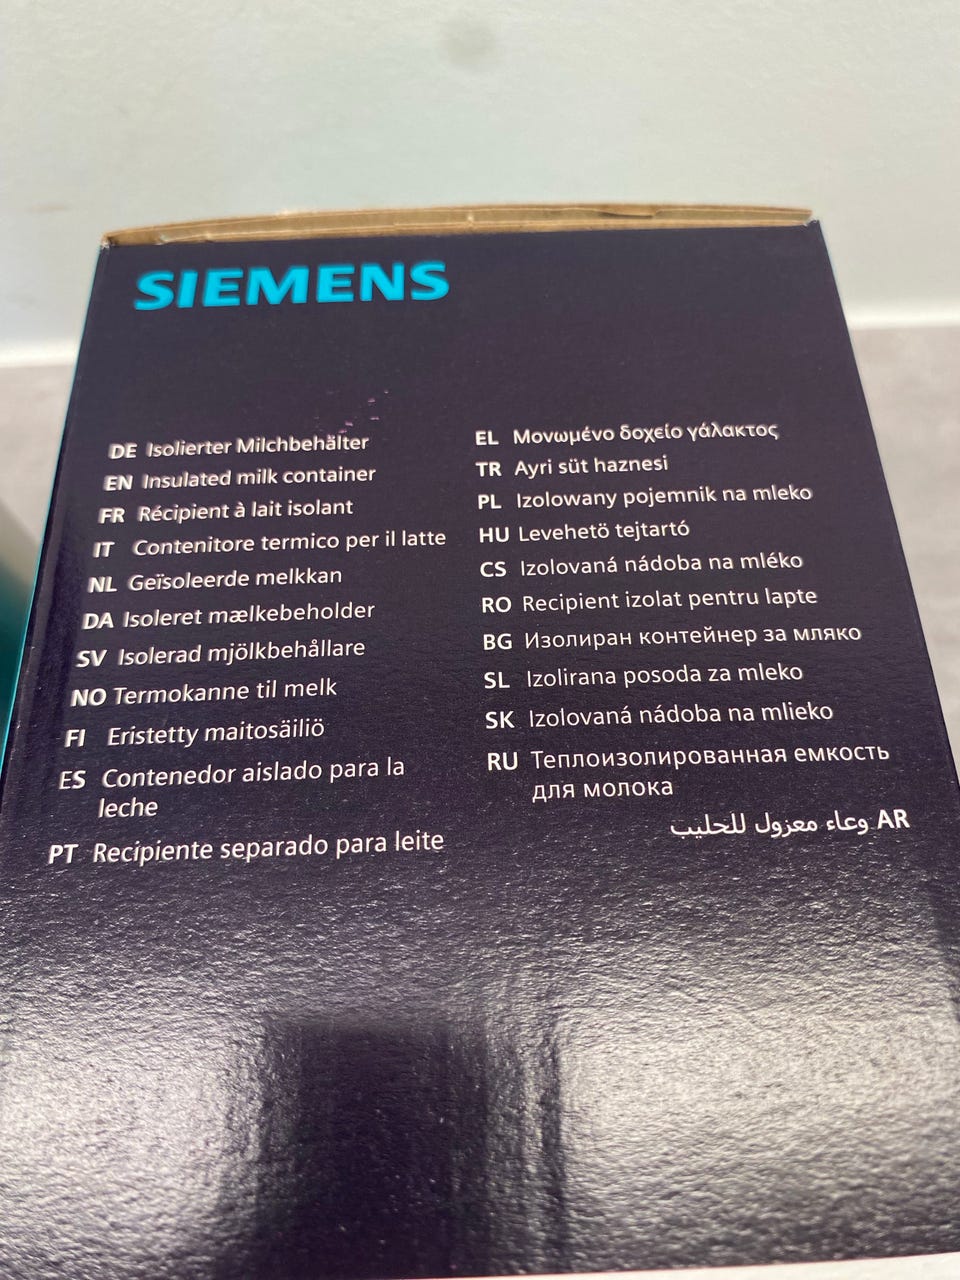 SIEMENS
DE Isolierter Milchbehälter
EN Insulated milk container
FR Récipient à lait isolant
IT Contenitore termico per il latte
NL Geïsoleerde melkkan
DA Isoleret mælkebeholder
SV Isolerad mjölkbehållare
NO Termokanne til melk
FI Eristetty maitosäiliö
ES Contenedor aislado para la
leche
PT Recípiente separado para leite
EL Μονωμένο δοχείο γάλακτος
TR Ayri süt haznesi
PL Izolowany pojemnik na mleko
HU Levehetö tejtartó
CS Izolovaná nádoba na mléko
RO Recipient izolat pentru lapte
BG Изолиран контейнер за мляко
SL Izolirana posoda za mleko
SK Izolovaná nádoba na mlieko
RU Теплоизолированная емкость
для молока
AR وعاء معزول للحليب